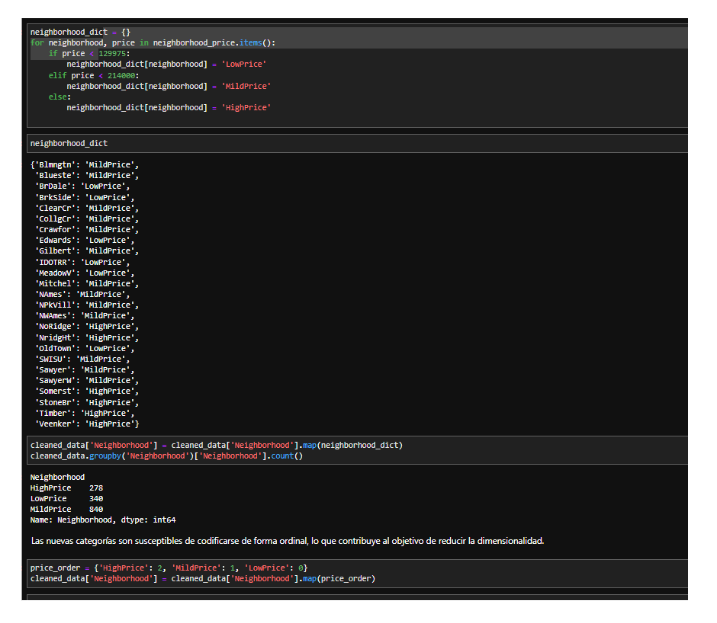 neighborhood_dict = {}
for neighborhood, price in neighborhood_price.items():
    if price < 129975:
        neighborhood_dict[neighborhood] = 'LowPrice'
    elif price < 214000:
        neighborhood_dict[neighborhood] = 'MildPrice'
    else:
        neighborhood_dict[neighborhood] = 'HighPrice'
neighborhood_dict
{'Blmngtn': 'MildPrice',
 'Blueste': 'MildPrice',
 'BrDale': 'LowPrice',
 'BrkSide': 'LowPrice',
 'ClearCr': 'MildPrice',
 'CollgCr': 'MildPrice',
 'Crawfor': 'MildPrice',
 'Edwards': 'LowPrice',
 'Gilbert': 'MildPrice',
 'IDOTRR': 'LowPrice',
 'MeadowV': 'LowPrice',
 'Mitchel': 'MildPrice',
 'NAmes': 'MildPrice',
 'NPkVill': 'MildPrice',
 'NWAmes': 'MildPrice',
 'NoRidge': 'HighPrice',
 'NridgHt': 'HighPrice',
 'OldTown': 'LowPrice',
 'SWISU': 'MildPrice',
 'Sawyer': 'MildPrice',
 'SawyerW': 'MildPrice',
 'Somerst': 'HighPrice',
 'StoneBr': 'HighPrice',
 'Timber': 'HighPrice',
 'Veenker': 'HighPrice'}
cleaned_data['Neighborhood'] = cleaned_data['Neighborhood'].map(neighborhood_dict)
cleaned_data.groupby('Neighborhood')['Neighborhood'].count()
Neighborhood
HighPrice    278
LowPrice     340
MildPrice    840
Name: Neighborhood, dtype: int64
Las nuevas categorías son susceptibles de codificarse de forma ordinal, lo que contribuye al objetivo de reducir la dimensionalidad.
price_order = {'HighPrice': 2, 'MildPrice': 1, 'LowPrice': 0}
cleaned_data['Neighborhood'] = cleaned_data['Neighborhood'].map(price_order)